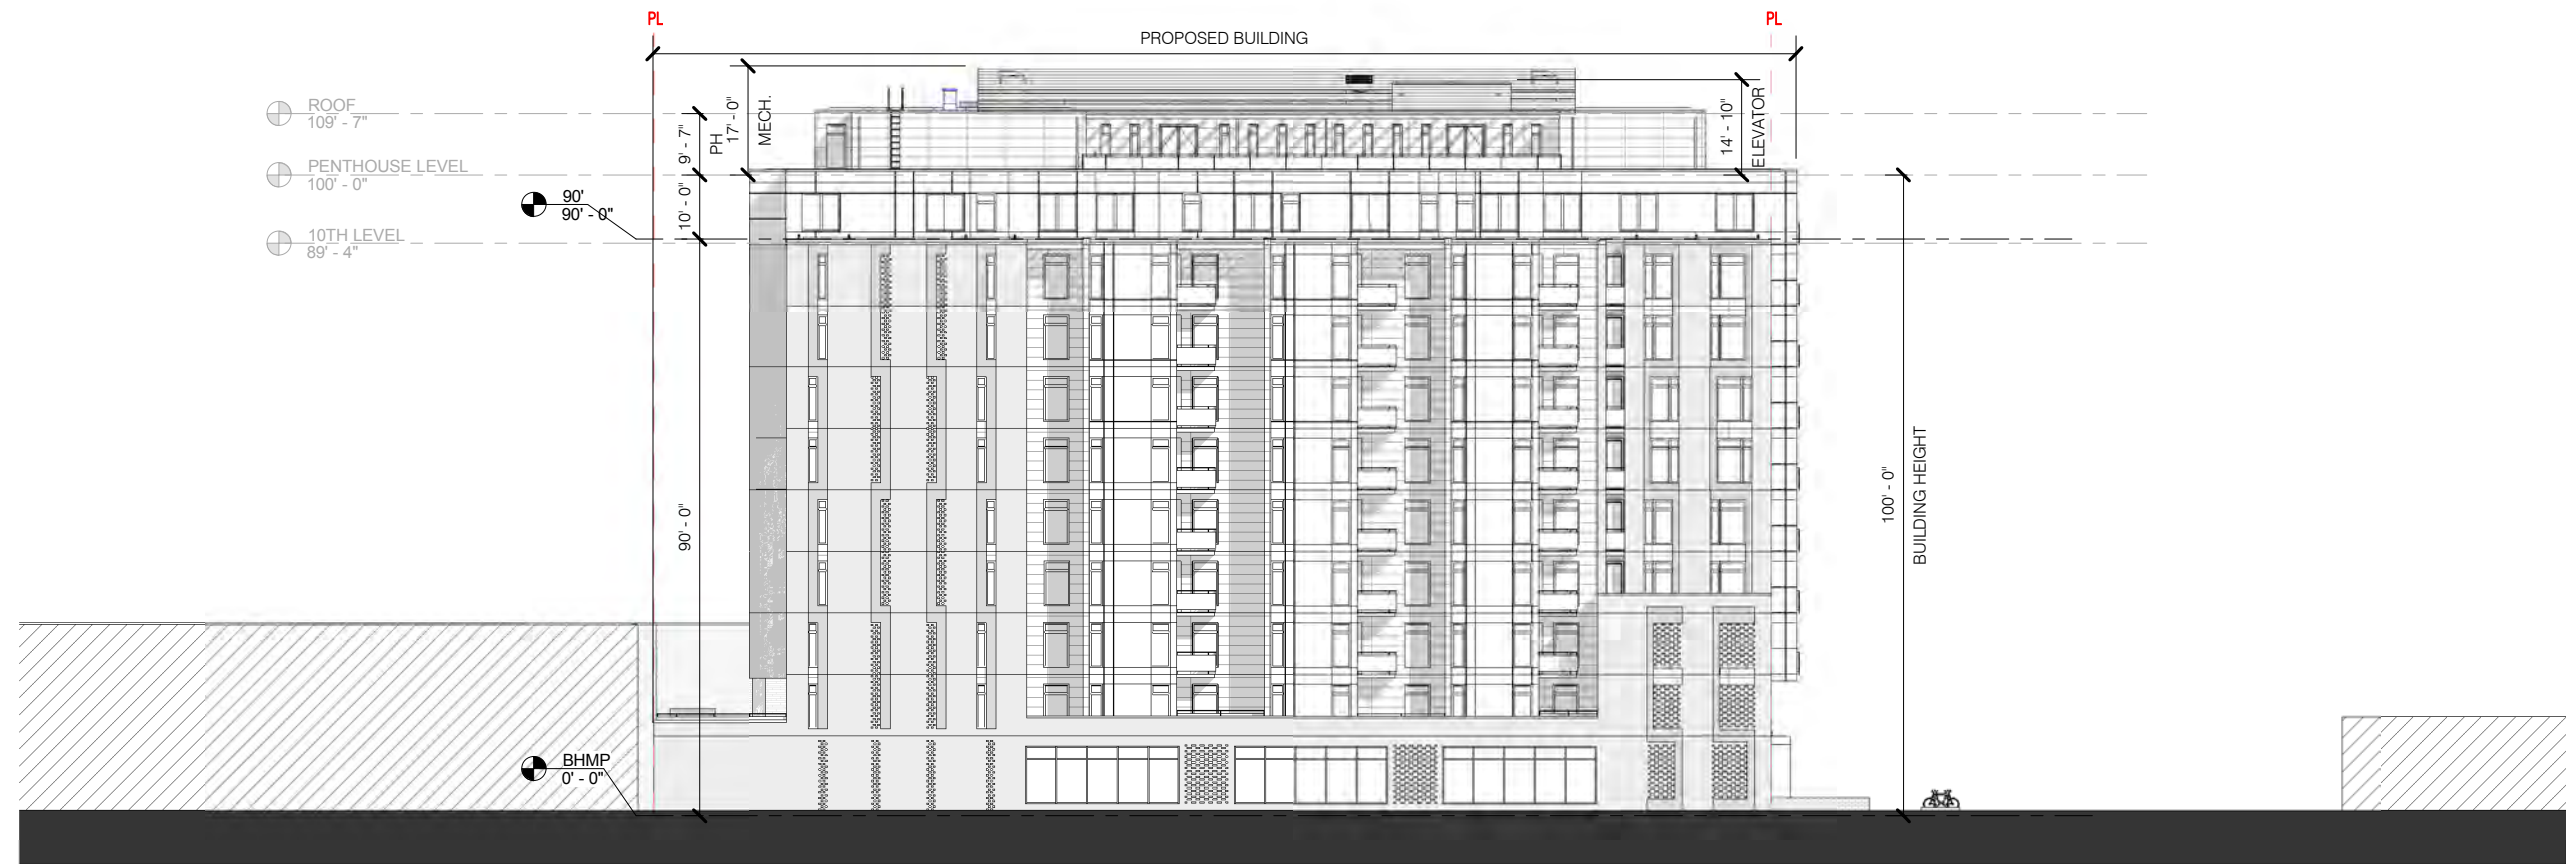 PL
PL
PROPOSED BUILDING
ROOF
109' - 7"
PENTHOUSE LEVEL
100' - 0"
10TH LEVEL
89' - 4"
90'
90' - 0"
9' - 7"
PH
17' - 0"
MECH.
10' - 0"
14' - 10"
ELEVATOR
90' - 0"
100' - 0"
BUILDING HEIGHT
BHMP
0' - 0"